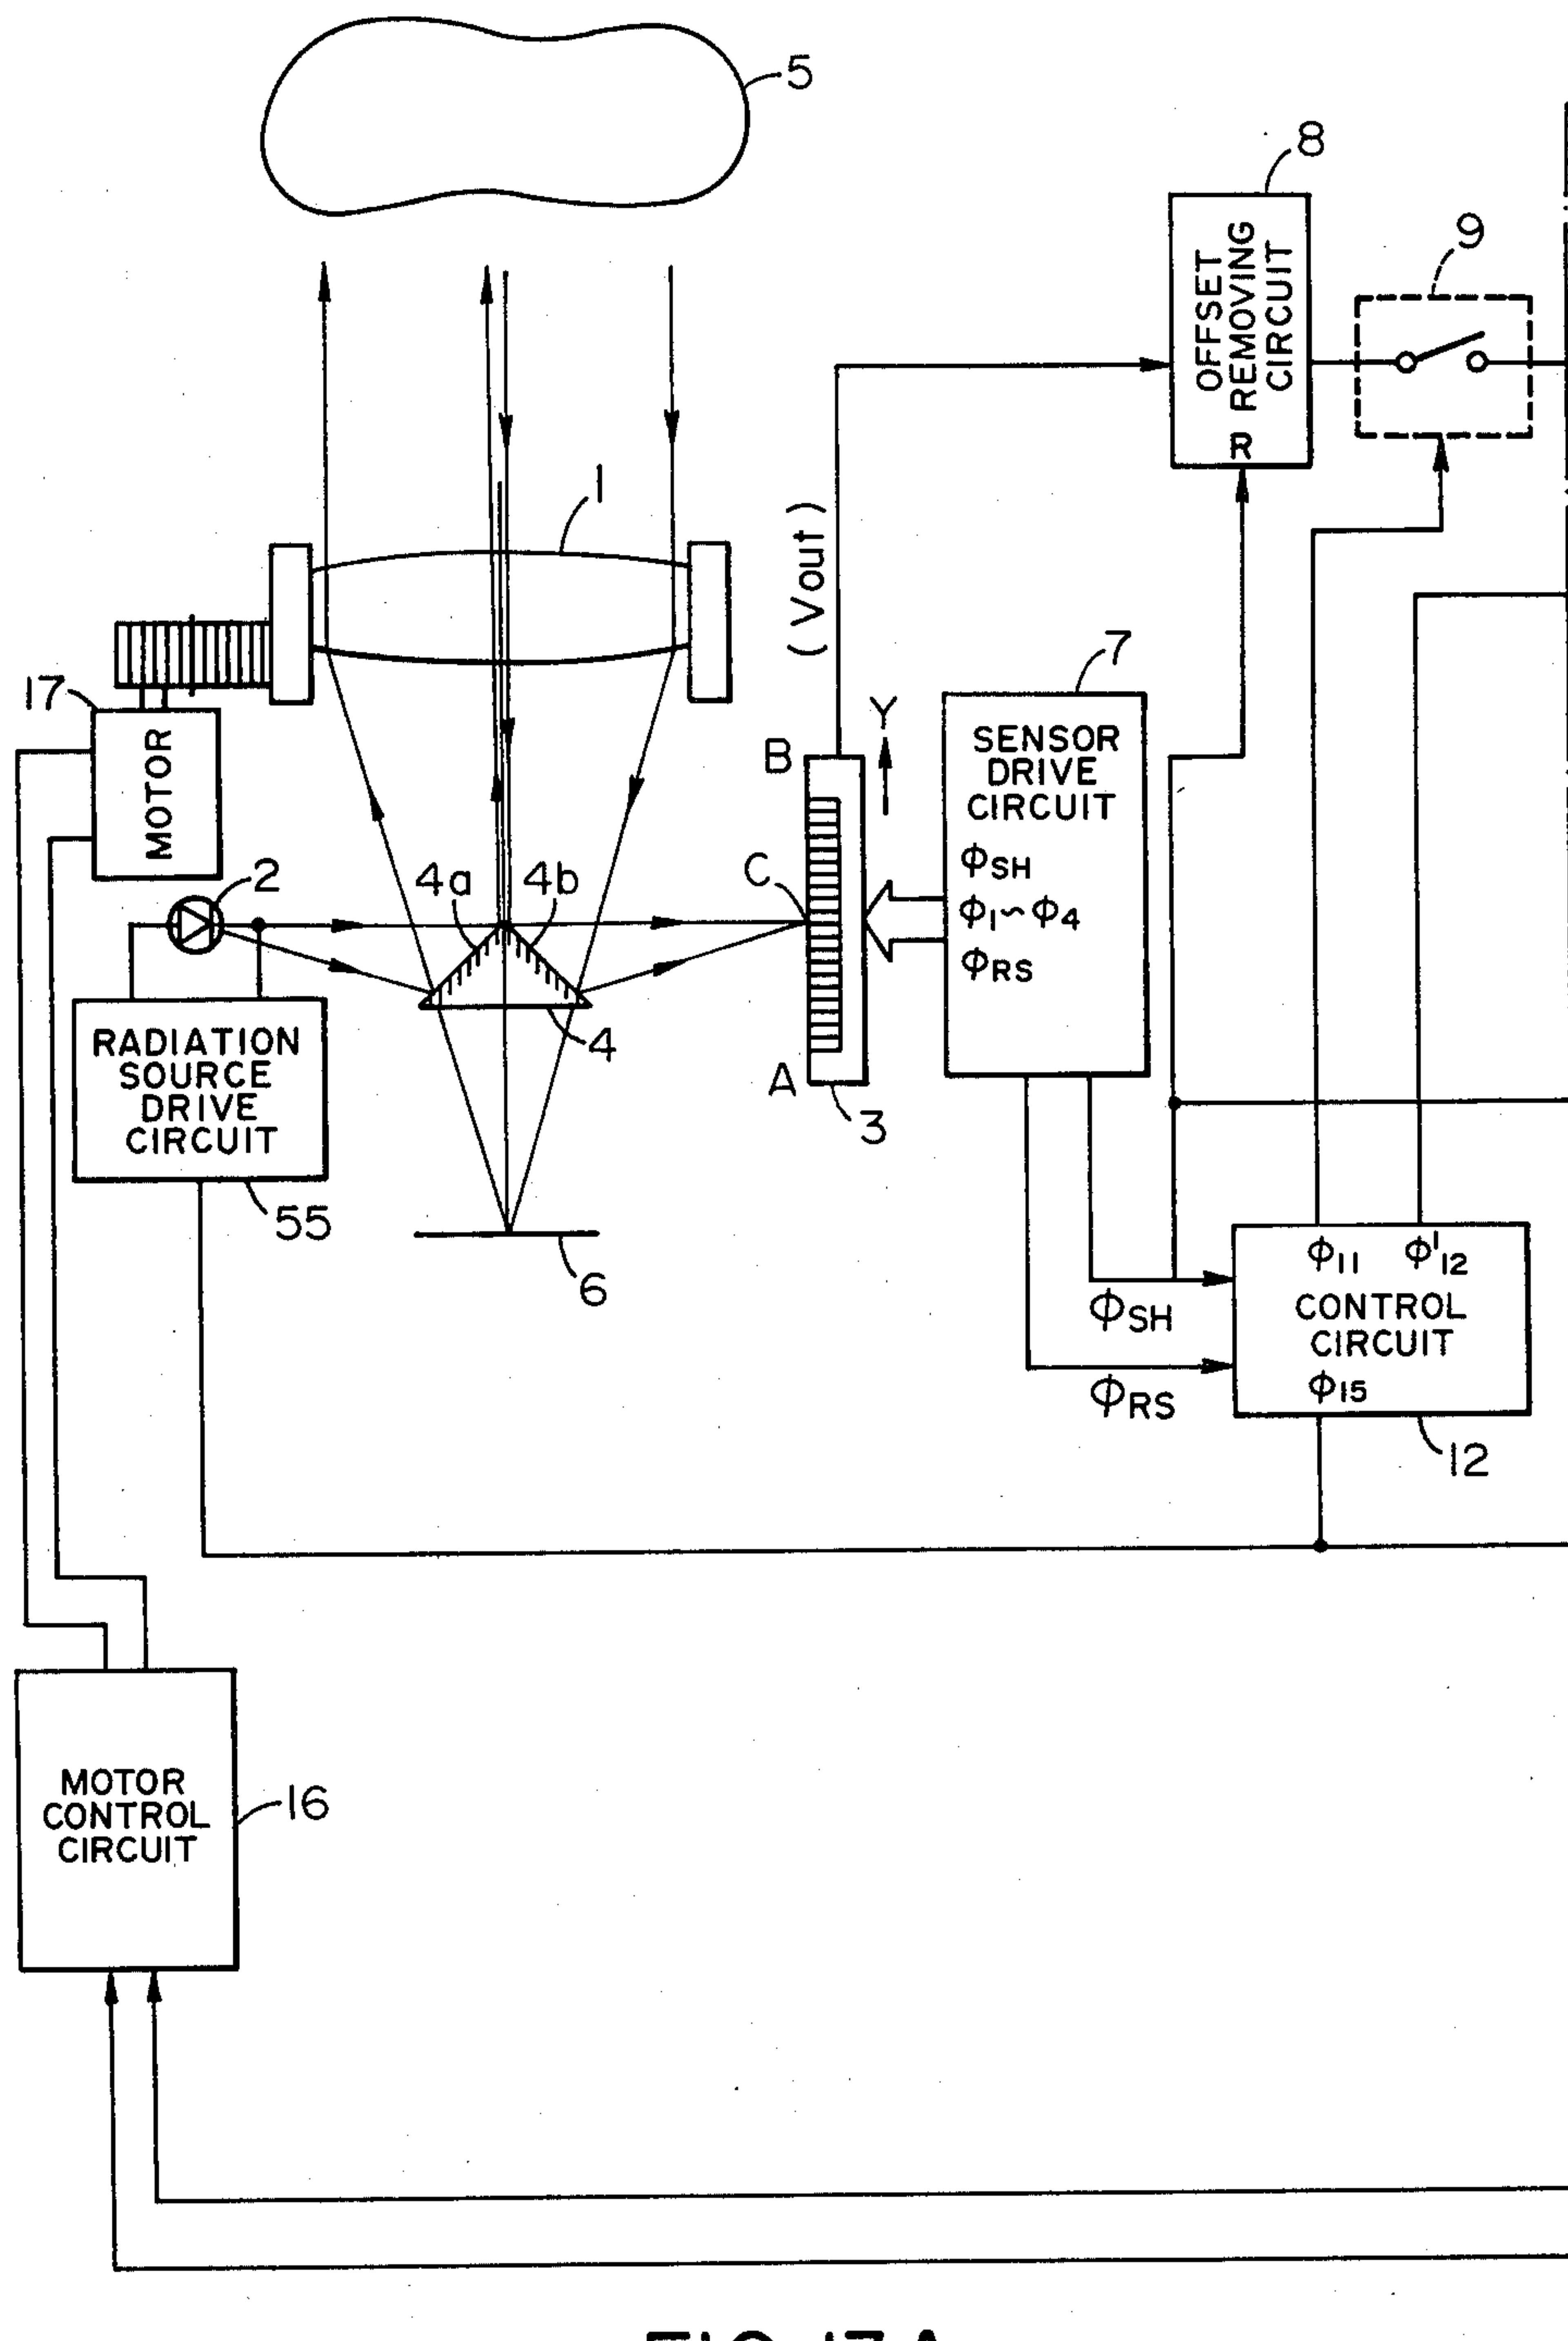 5
8
OFFSET
REMOVING
CIRCUIT
R
9
1
(Vout)
7
17
MOTOR
B
Y
SENSOR
DRIVE
CIRCUIT
ΦSH
Φ1~Φ4
ΦRS
2
4a
4b
C
4
A
3
RADIATION
SOURCE
DRIVE
CIRCUIT
55
6
Φ11 Φ'12
CONTROL
CIRCUIT
Φ15
ΦSH
ΦRS
12
MOTOR
CONTROL
CIRCUIT
16